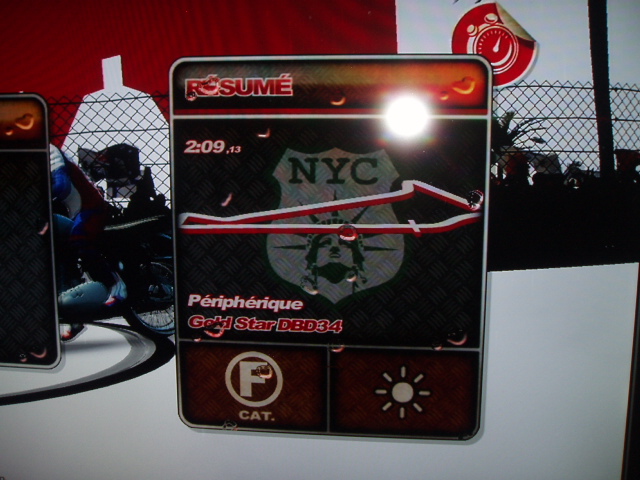 RÉSUMÉ
2:09,13
NYC
Périphérique
Gold Star DBD34
F
CAT.